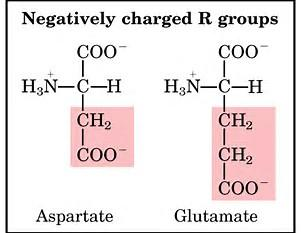 Negatively charged R groups
COO⁻ COO⁻
H₃N⁺—C—H H₃N⁺—C—H
CH₂ CH₂
COO⁻ CH₂
COO⁻
Aspartate Glutamate